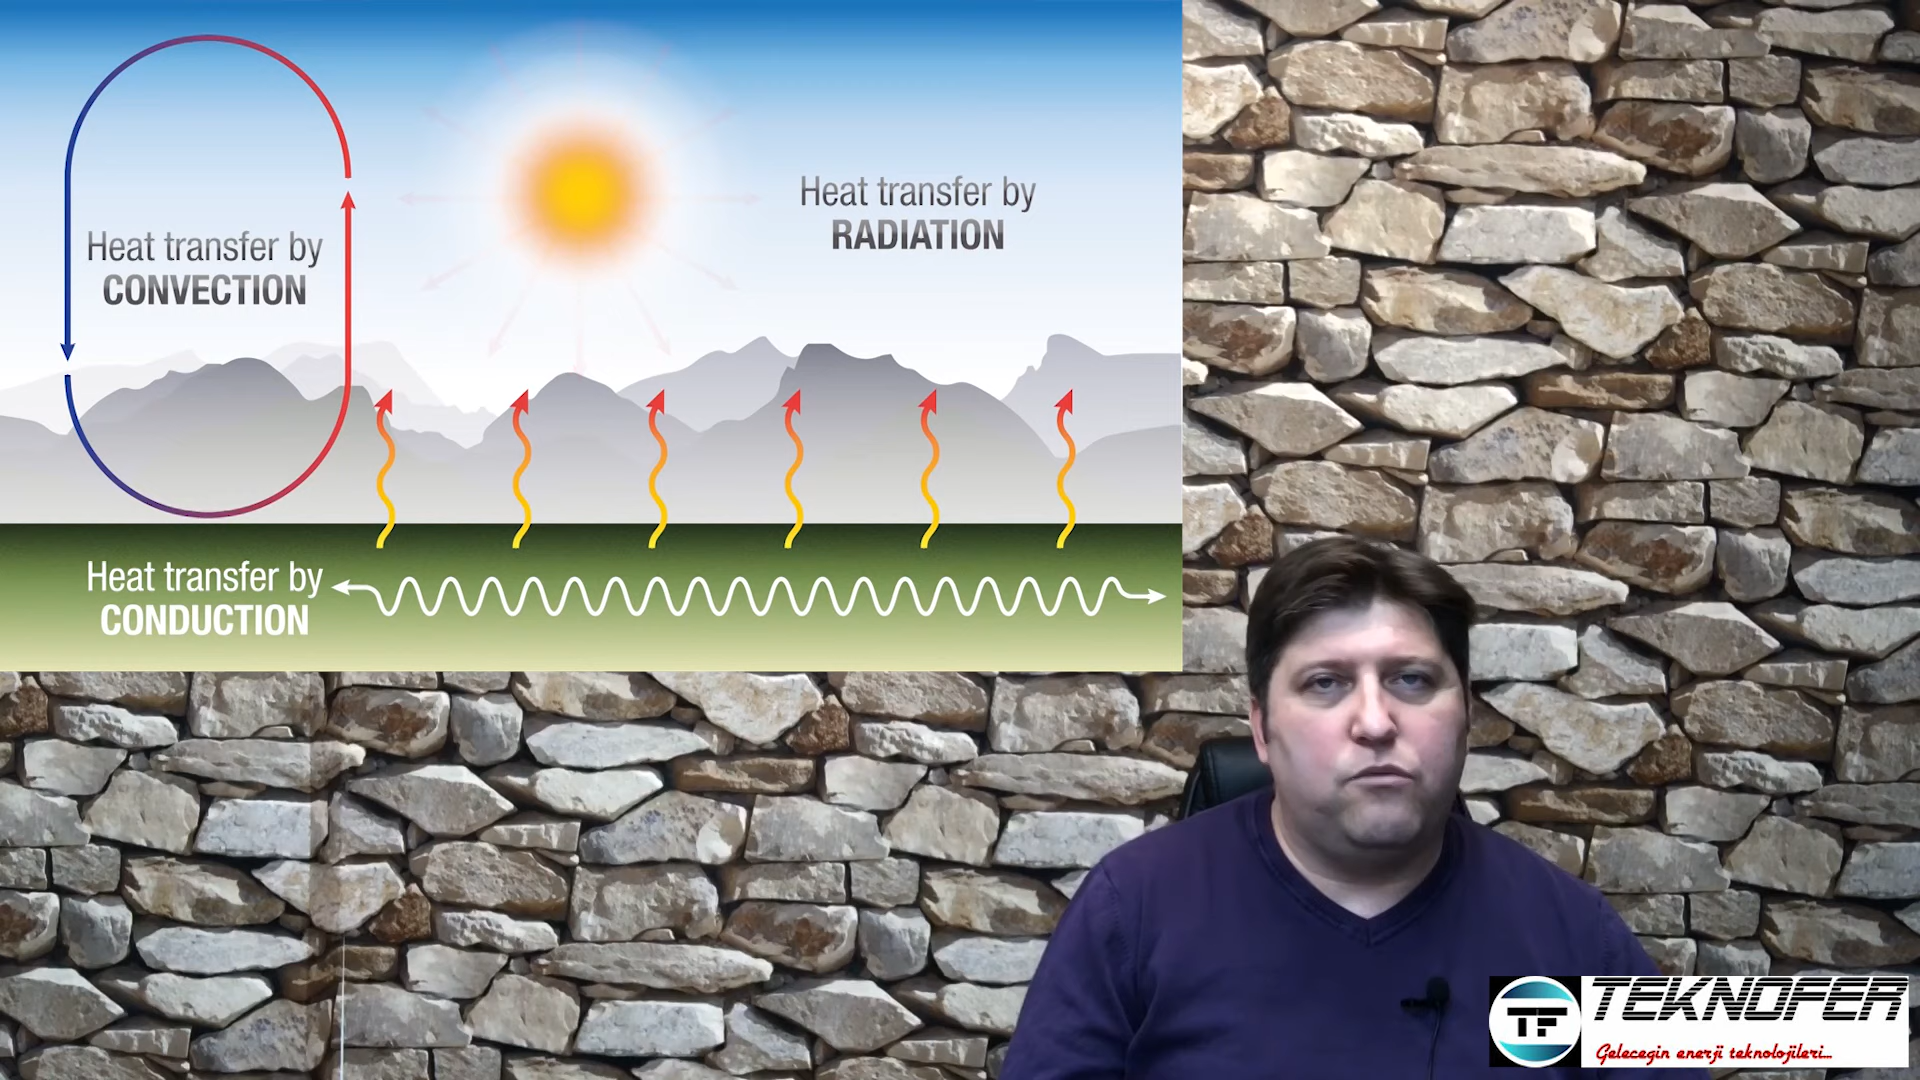 Heat transfer by
CONVECTION
Heat transfer by
RADIATION
Heat transfer by
CONDUCTION
TF
TEKNOFER
Geleceğin enerji teknolojileri...